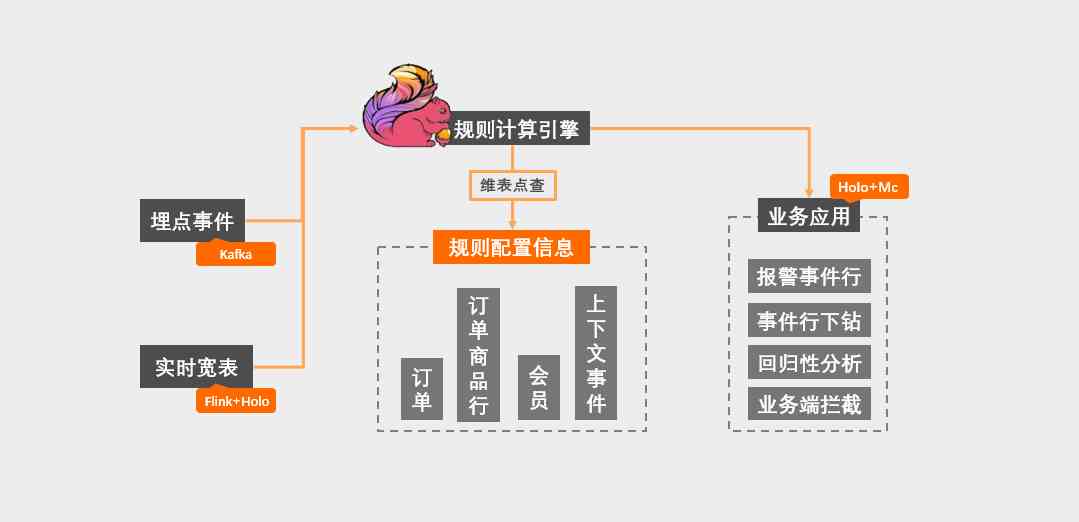 规则计算引擎
维表点查
埋点事件
Kafka
实时宽表
Flink+Holo
规则配置信息
订单
订单商品行
会员
上下文事件
Holo+Mc
业务应用
报警事件行
事件行下钻
回归性分析
业务端拦截